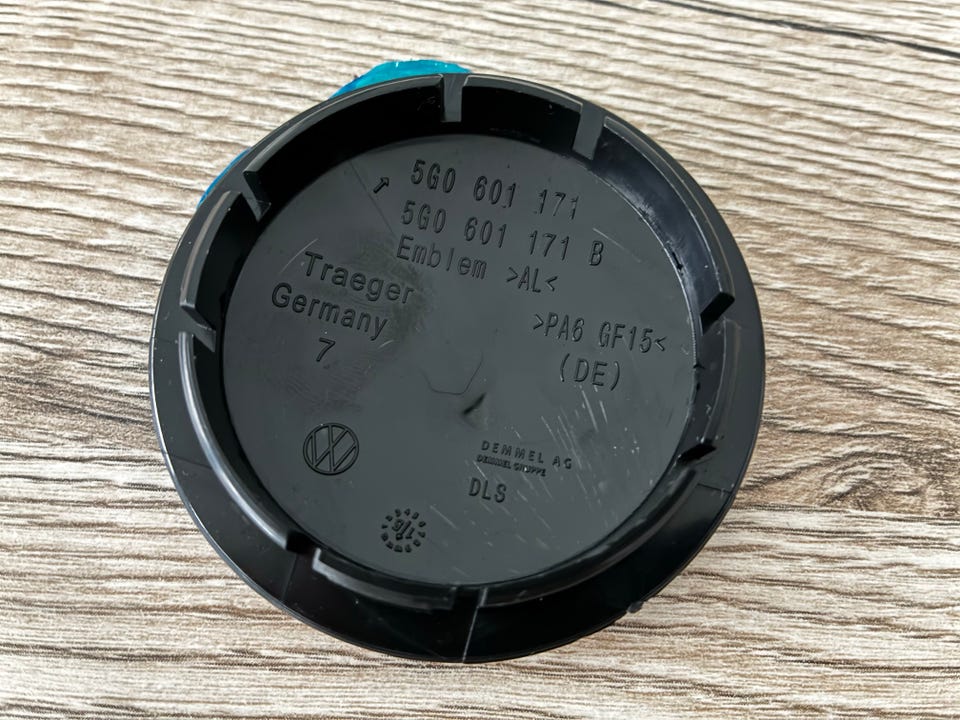 5G0 601 171
5G0 601 171 B
Emblem >AL<
Traeger
Germany
7
>PA6 GF15<
(DE)
DEMMEL AG
DEMMEL GRUPPE
DLS